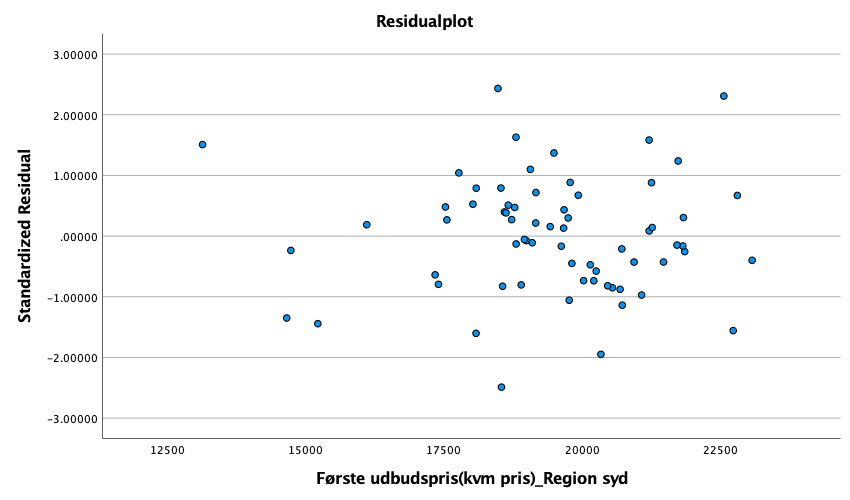 Residualplot
Standardized Residual
3.00000
2.00000
1.00000
.00000
-1.00000
-2.00000
-3.00000
12500 15000 17500 20000 22500
Første udbudspris(kvm pris)_Region syd